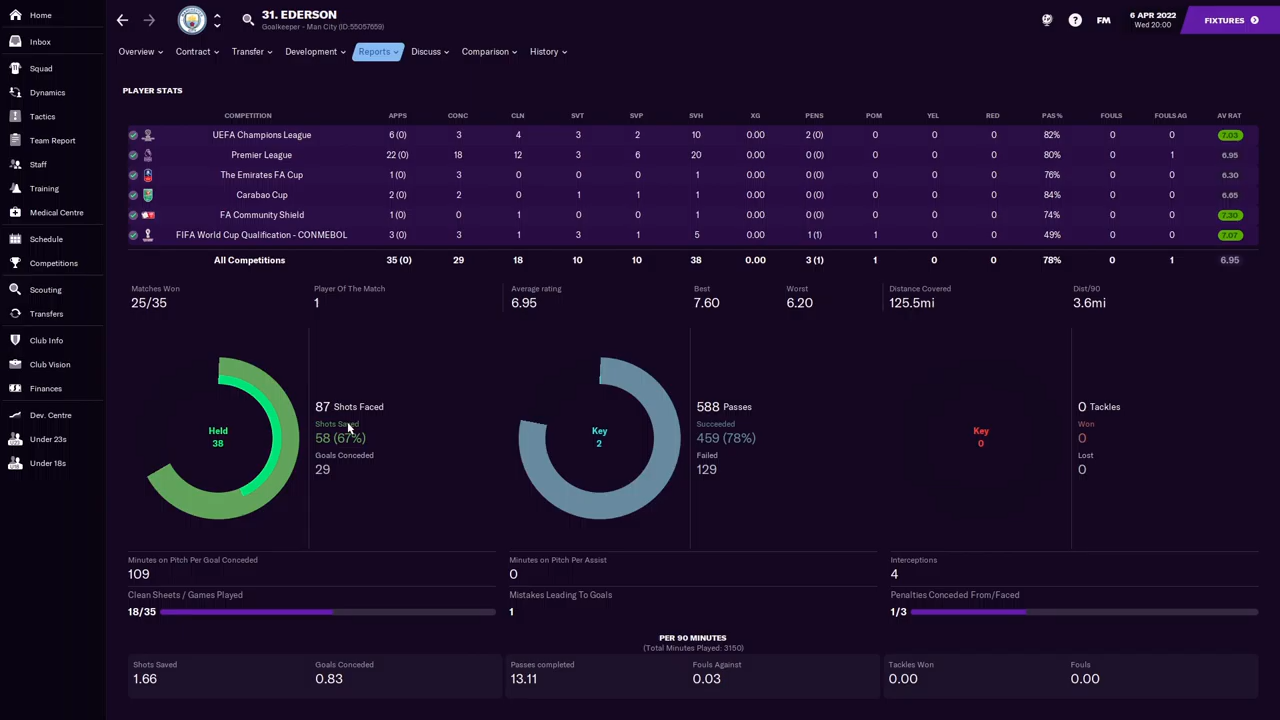 Home
Inbox
Squad
Dynamics
Tactics
Team Report
Staff
Training
Medical Centre
Schedule
Competitions
Scouting
Transfers
Club Info
Club Vision
Finances
Dev. Centre
Under 23s
Under 18s
31. EDERSON
Goalkeeper - Man City (ID:55057659)
? FM 6 APR 2022
Wed 20:00
FIXTURES
Overview Contract Transfer Development Reports Discuss Comparison History
PLAYER STATS
COMPETITION APPS CONC CLN SVT SVP SVH XG PENS POM YEL RED PAS % FOULS FOULS AG AV RAT
UEFA Champions League 6 (0) 3 4 3 2 10 0.00 2 (0) 0 0 0 82% 0 0 7.03
Premier League 22 (0) 18 12 3 6 20 0.00 0 (0) 0 0 0 80% 0 1 6.95
The Emirates FA Cup 1 (0) 3 0 0 0 1 0.00 0 (0) 0 0 0 76% 0 0 6.30
Carabao Cup 2 (0) 2 0 1 1 1 0.00 0 (0) 0 0 0 84% 0 0 6.65
FA Community Shield 1 (0) 0 1 0 0 1 0.00 0 (0) 0 0 0 74% 0 0 7.30
FIFA World Cup Qualification - CONMEBOL 3 (0) 3 1 3 1 5 0.00 1 (1) 1 0 0 49% 0 0 7.07
All Competitions 35 (0) 29 18 10 10 38 0.00 3 (1) 1 0 0 78% 0 1 6.95
Matches Won Player Of The Match Average rating Best Worst Distance Covered Dist/90
25/35 1 6.95 7.60 6.20 125.5mi 3.6mi
Held
38
87 Shots Faced
Shots Saved
58 (67%)
Goals Conceded
29
Key
2
588 Passes
Succeeded
459 (78%)
Failed
129
Key
0
0 Tackles
Won
0
Lost
0
Minutes on Pitch Per Goal Conceded
109
Minutes on Pitch Per Assist
0
Interceptions
4
Clean Sheets / Games Played
18/35
Mistakes Leading To Goals
1
Penalties Conceded From/Faced
1/3
PER 90 MINUTES
(Total Minutes Played: 3150)
Shots Saved Goals Conceded Passes completed Fouls Against Tackles Won Fouls
1.66 0.83 13.11 0.03 0.00 0.00